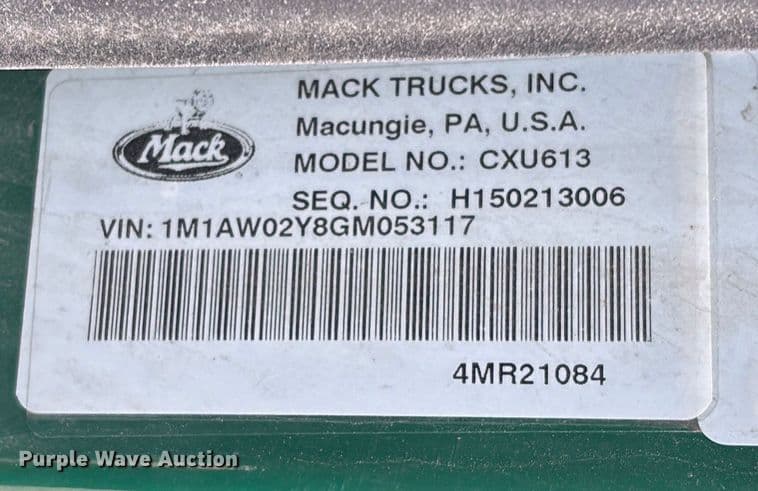 MACK TRUCKS, INC.
Mack
Macungie, PA, U.S.A.
MODEL NO.: CXU613
SEQ. NO.: H150213006
VIN: 1M1AW02Y8GM053117
4MR21084
Purple Wave Auction